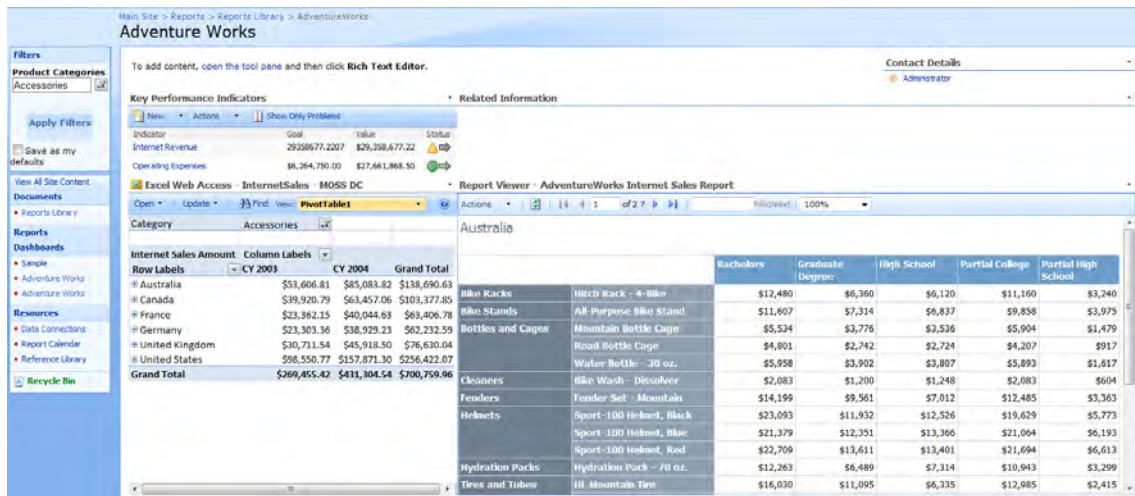 Main Site > Reports > Reports Library > AdventureWorks
Adventure Works
Filters
Product Categories
Accessories
Apply Filters
Save as my
defaults
View All Site Content
Documents
Reports Library
Reports
Dashboards
Sample
Adventure Works
Adventure Works
Resources
Data Connections
Report Calendar
Reference Library
Recycle Bin
To add content, open the tool pane and then click Rich Text Editor.
Contact Details
Administrator
Key Performance Indicators
New Actions Show Only Problems
Indicator Goal Value Status
Internet Revenue 29358677.2207 $29,358,677.22
Operating Expenses $6,264,750.00 $27,661,868.50
Related Information
Excel Web Access - InternetSales - MOSS DC
Open Update Find View: PivotTable1
Category Accessories
Internet Sales Amount Column Labels
Row Labels CY 2003 CY 2004 Grand Total
Australia $53,606.81 $85,083.82 $138,690.63
Canada $39,920.79 $63,457.06 $103,377.85
France $23,362.15 $40,044.63 $63,406.78
Germany $23,303.36 $38,929.23 $62,232.59
United Kingdom $30,711.54 $45,918.50 $76,630.04
United States $98,550.77 $157,871.30 $256,422.07
Grand Total $269,455.42 $431,304.54 $700,759.96
Report Viewer - AdventureWorks Internet Sales Report
Actions 1 of 2 ? Find Next 100%
Australia
Bachelors Graduate Degree High School Partial College Partial High School
Bike Racks Hitch Rack - 4-Bike $12,480 $6,360 $6,120 $11,160 $3,240
Bike Stands All-Purpose Bike Stand $11,607 $7,314 $6,837 $9,858 $3,975
Bottles and Cages Mountain Bottle Cage $5,534 $3,776 $3,536 $5,904 $1,479
Road Bottle Cage $4,801 $2,742 $2,724 $4,207 $917
Water Bottle - 30 oz. $5,958 $3,902 $3,807 $5,893 $1,617
Cleaners Bike Wash - Dissolver $2,083 $1,200 $1,248 $2,083 $604
Fenders Fender Set - Mountain $14,199 $9,561 $7,012 $12,485 $3,363
Helmets Sport-100 Helmet, Black $23,093 $11,932 $12,526 $19,629 $5,773
Sport-100 Helmet, Blue $21,379 $12,351 $13,366 $21,064 $6,193
Sport-100 Helmet, Red $22,709 $13,611 $13,401 $21,694 $6,613
Hydration Packs Hydration Pack - 70 oz. $12,263 $6,489 $7,314 $10,943 $3,299
Tires and Tubes HL Mountain Tire $16,030 $11,095 $6,335 $12,985 $2,415